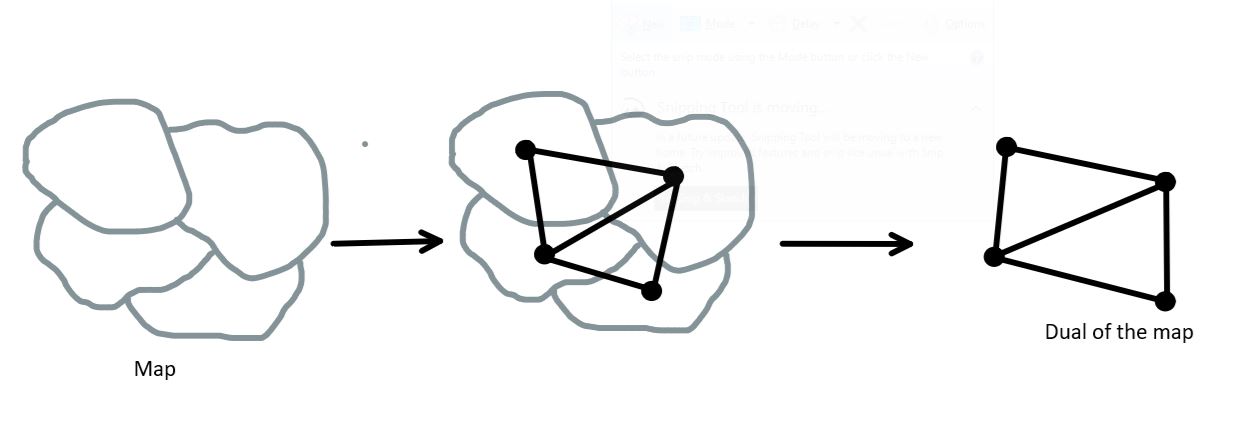 New Mode Delay Options
Select the snip mode using the Mode button or click the New
button.
Snipping Tool is moving...
In a future update, Snipping Tool will be moving to a new
home. Try improved features and snip like usual with Snip
Map
Dual of the map